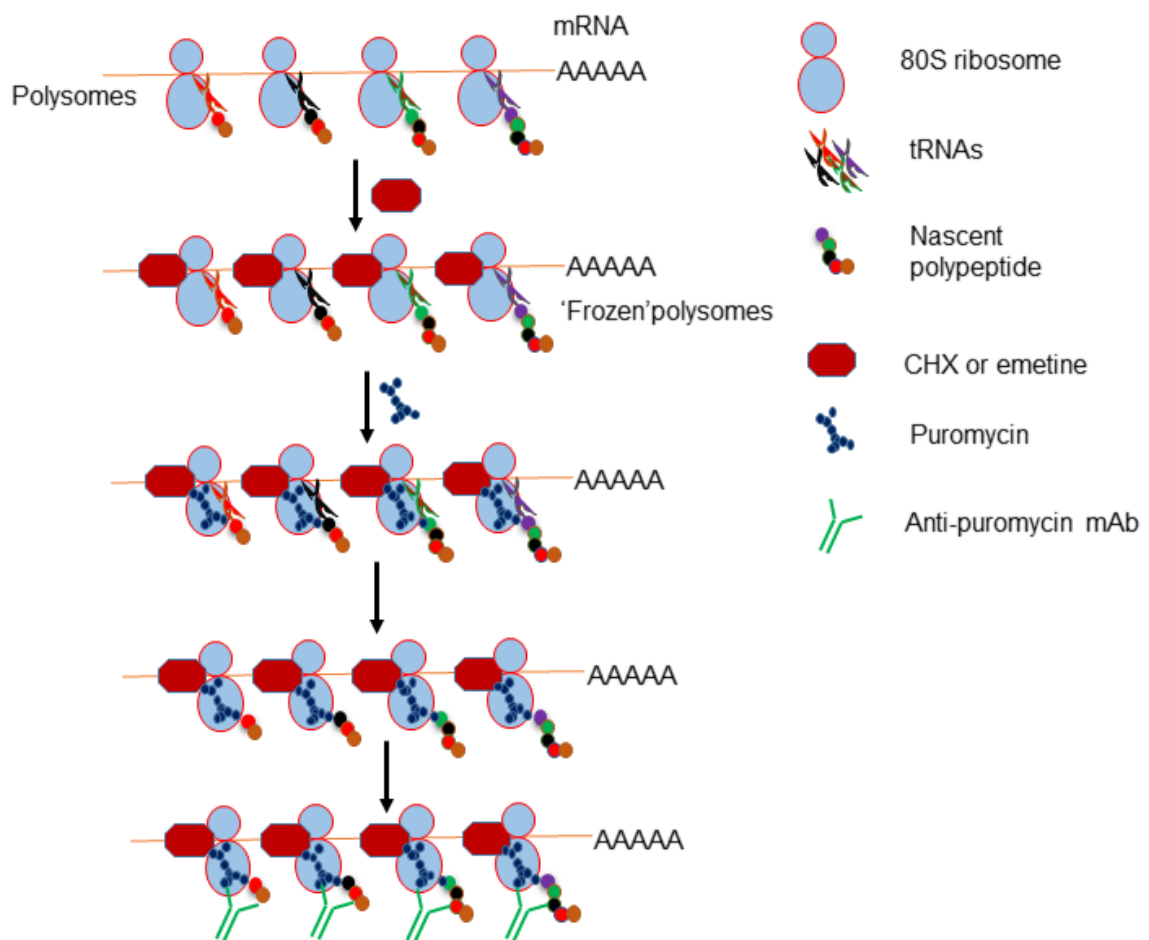 mRNA
AAAAA
Polysomes
AAAAA
‘Frozen’polysomes
AAAAA
AAAAA
AAAAA
80S ribosome
tRNAs
Nascent
polypeptide
CHX or emetine
Puromycin
Anti-puromycin mAb